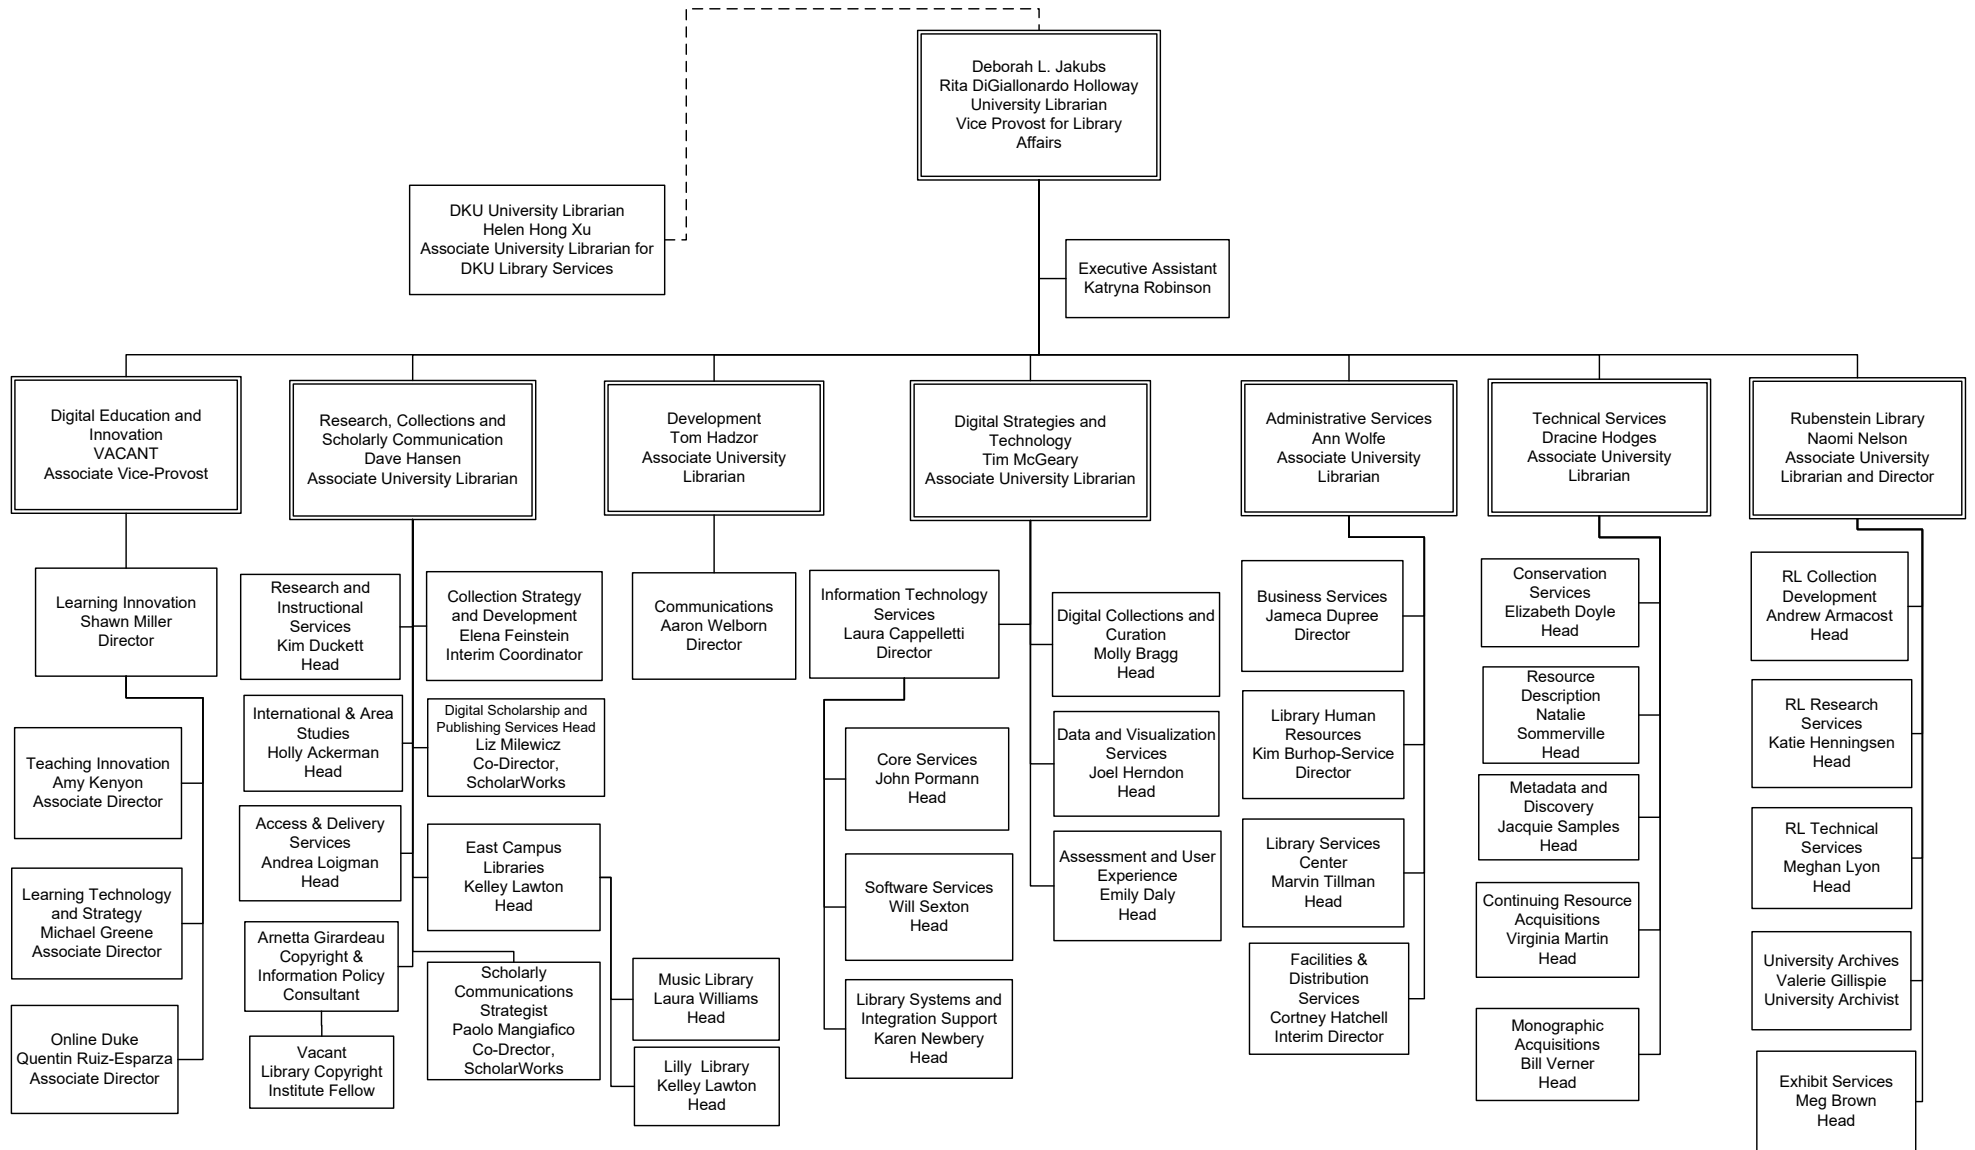 Deborah L. Jakubs
Rita DiGiallonardo Holloway
University Librarian
Vice Provost for Library
Affairs
DKU University Librarian
Helen Hong Xu
Associate University Librarian for
DKU Library Services
Executive Assistant
Katryna Robinson
Digital Education and
Innovation
VACANT
Associate Vice-Provost
Research, Collections and
Scholarly Communication
Dave Hansen
Associate University Librarian
Development
Tom Hadzor
Associate University
Librarian
Digital Strategies and
Technology
Tim McGeary
Associate University Librarian
Administrative Services
Ann Wolfe
Associate University
Librarian
Technical Services
Dracine Hodges
Associate University
Librarian
Rubenstein Library
Naomi Nelson
Associate University
Librarian and Director
Learning Innovation
Shawn Miller
Director
Teaching Innovation
Amy Kenyon
Associate Director
Learning Technology
and Strategy
Michael Greene
Associate Director
Online Duke
Quentin Ruiz-Esparza
Associate Director
Research and
Instructional
Services
Kim Duckett
Head
International & Area
Studies
Holly Ackerman
Head
Access & Delivery
Services
Andrea Loigman
Head
Arnetta Girardeau
Copyright &
Information Policy
Consultant
Vacant
Library Copyright
Institute Fellow
Collection Strategy
and Development
Elena Feinstein
Interim Coordinator
Digital Scholarship and
Publishing Services Head
Liz Milewicz
Co-Director,
ScholarWorks
East Campus
Libraries
Kelley Lawton
Head
Scholarly
Communications
Strategist
Paolo Mangiafico
Co-Drector,
ScholarWorks
Music Library
Laura Williams
Head
Lilly Library
Kelley Lawton
Head
Communications
Aaron Welborn
Director
Information Technology
Services
Laura Cappelletti
Director
Core Services
John Pormann
Head
Software Services
Will Sexton
Head
Library Systems and
Integration Support
Karen Newbery
Head
Digital Collections and
Curation
Molly Bragg
Head
Data and Visualization
Services
Joel Herndon
Head
Assessment and User
Experience
Emily Daly
Head
Business Services
Jameca Dupree
Director
Library Human
Resources
Kim Burhop-Service
Director
Library Services
Center
Marvin Tillman
Head
Facilities &
Distribution
Services
Cortney Hatchell
Interim Director
Conservation
Services
Elizabeth Doyle
Head
Resource
Description
Natalie
Sommerville
Head
Metadata and
Discovery
Jacquie Samples
Head
Continuing Resource
Acquisitions
Virginia Martin
Head
Monographic
Acquisitions
Bill Verner
Head
RL Collection
Development
Andrew Armacost
Head
RL Research
Services
Katie Henningsen
Head
RL Technical
Services
Meghan Lyon
Head
University Archives
Valerie Gillispie
University Archivist
Exhibit Services
Meg Brown
Head